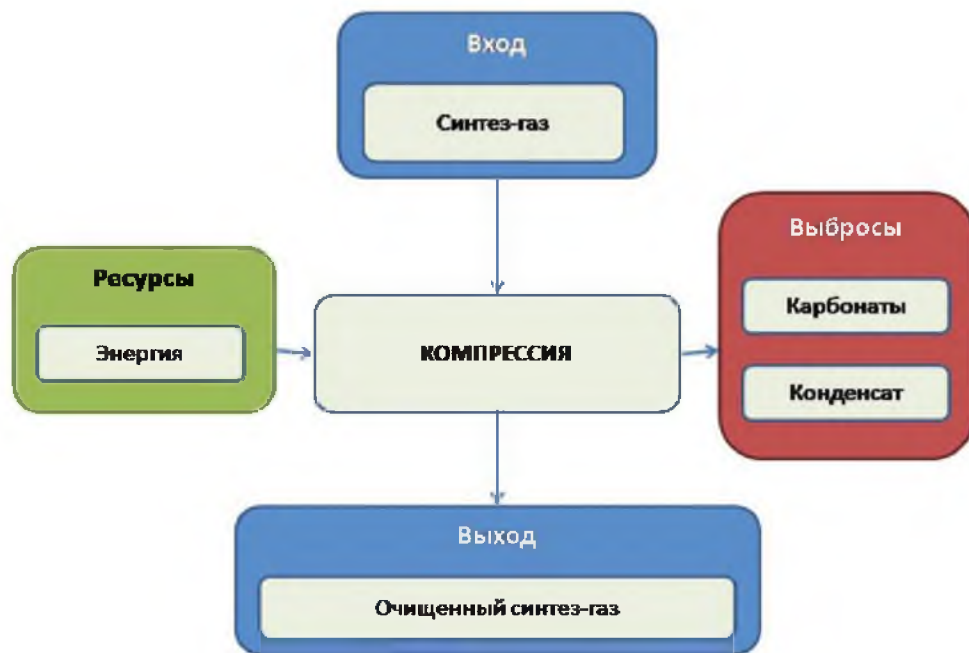 Вход
Синтез-газ
Выбросы
Ресурсы
Карбонаты
Энергия
КОМПРЕССИЯ
Конденсат
Выход
Очищенный синтез-газ